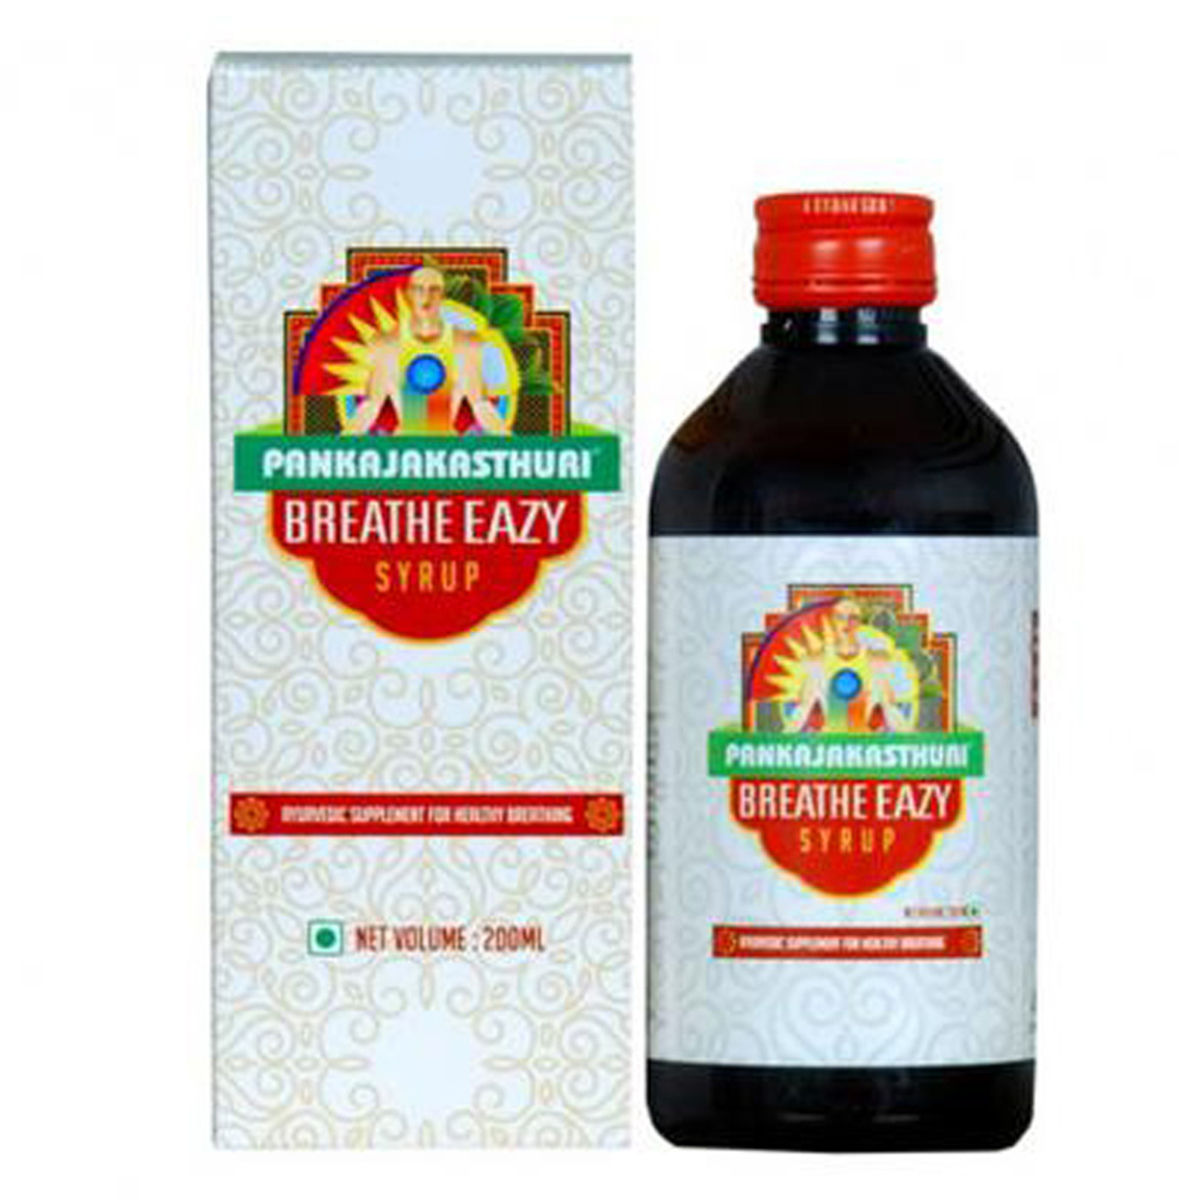 PANKAJAKASTHURI
BREATHE EAZY
SYRUP
AYURVEDIC SUPPLEMENT FOR HEALTHY BREATHING
NET VOLUME : 200ML
PANKAJAKASTHURI
BREATHE EAZY
SYRUP
AYURVEDIC SUPPLEMENT FOR HEALTHY BREATHING